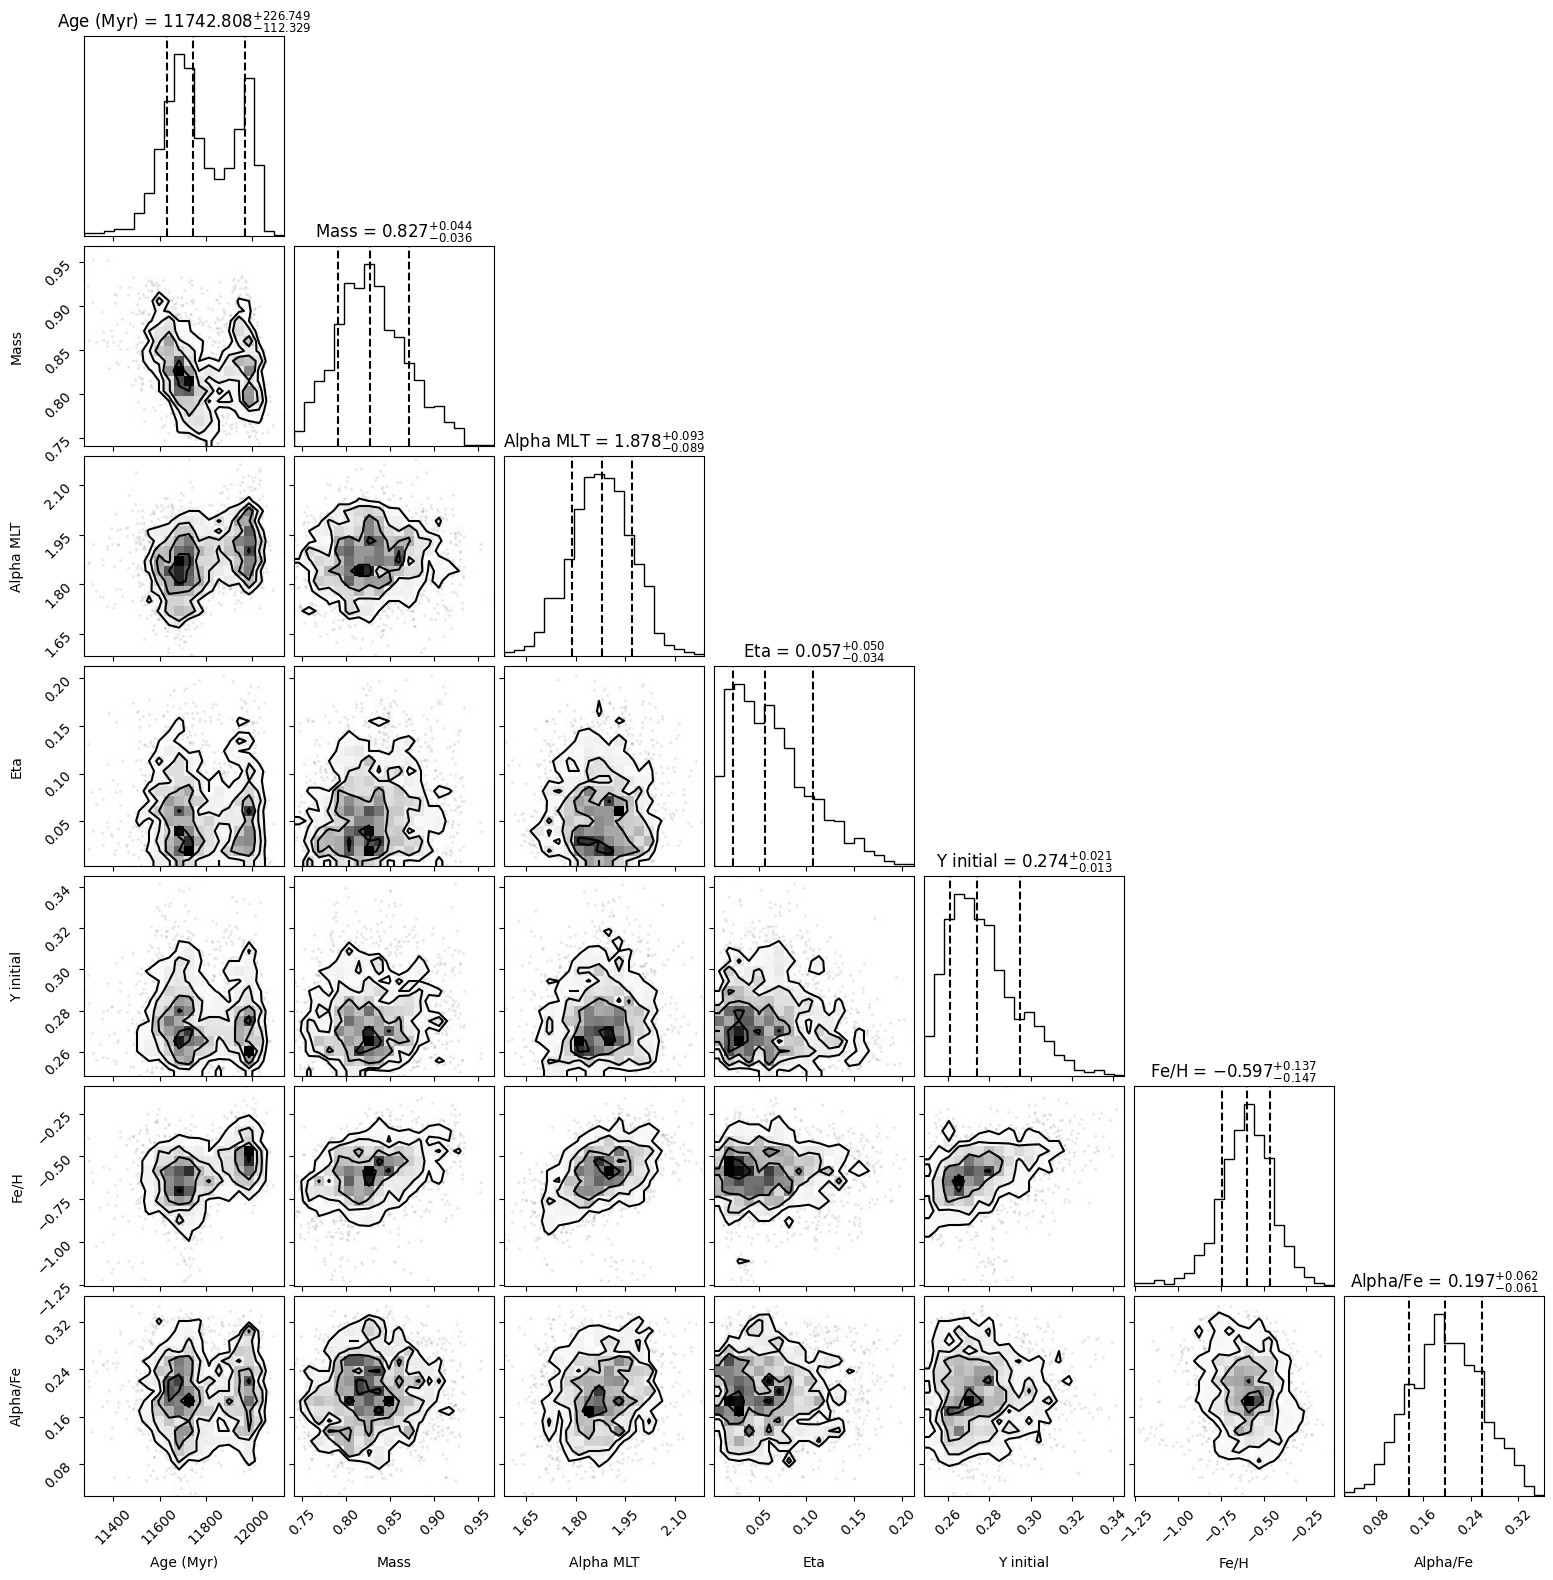 Age (Myr) = 11742.808+226.749 −112.329
Mass = 0.827+0.044 −0.036
0.95
0.90
0.85
0.80
0.75
Mass
Alpha MLT = 1.878+0.093 −0.089
2.10
1.95
1.80
1.65
Alpha MLT
Eta = 0.057+0.050 −0.034
0.20
0.15
0.10
0.05
Eta
Y initial = 0.274+0.021 −0.013
0.34
0.32
0.30
0.28
0.26
Y initial
Fe/H = −0.597+0.137 −0.147
−0.25
−0.50
−0.75
−1.00
−1.25
Fe/H
Alpha/Fe = 0.197+0.062 −0.061
0.32
0.24
0.16
0.08
Alpha/Fe
11400 11600 11800 12000
0.75 0.80 0.85 0.90 0.95
1.65 1.80 1.95 2.10
0.05 0.10 0.15 0.20
0.26 0.28 0.30 0.32 0.34
−1.25 −1.00 −0.75 −0.50 −0.25
0.08 0.16 0.24 0.32
Age (Myr) Mass Alpha MLT Eta Y initial Fe/H Alpha/Fe